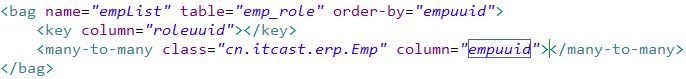 <bag name="empList" table="emp_role" order-by="empuuid">
<key column="roleuuid"></key>
<many-to-many class="cn.itcast.erp.Emp" column="empuuid"></many-to-many>
</bag>